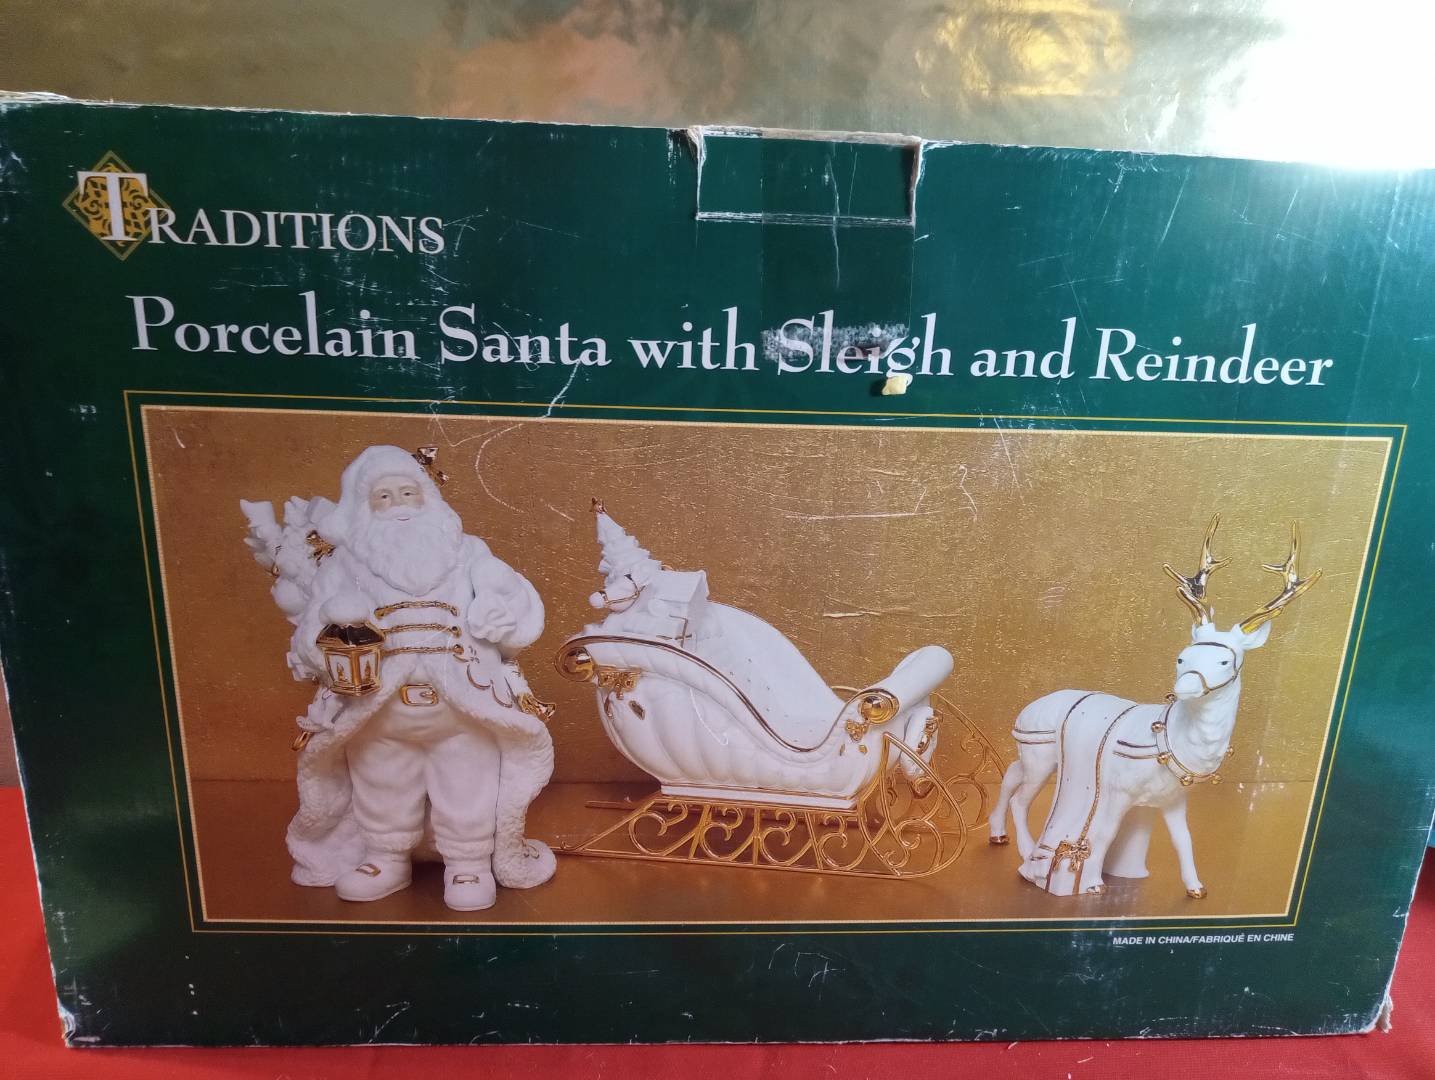 TRADITIONS
Porcelain Santa with Sleigh and Reindeer
MADE IN CHINA/FABRIQUÉ EN CHINE